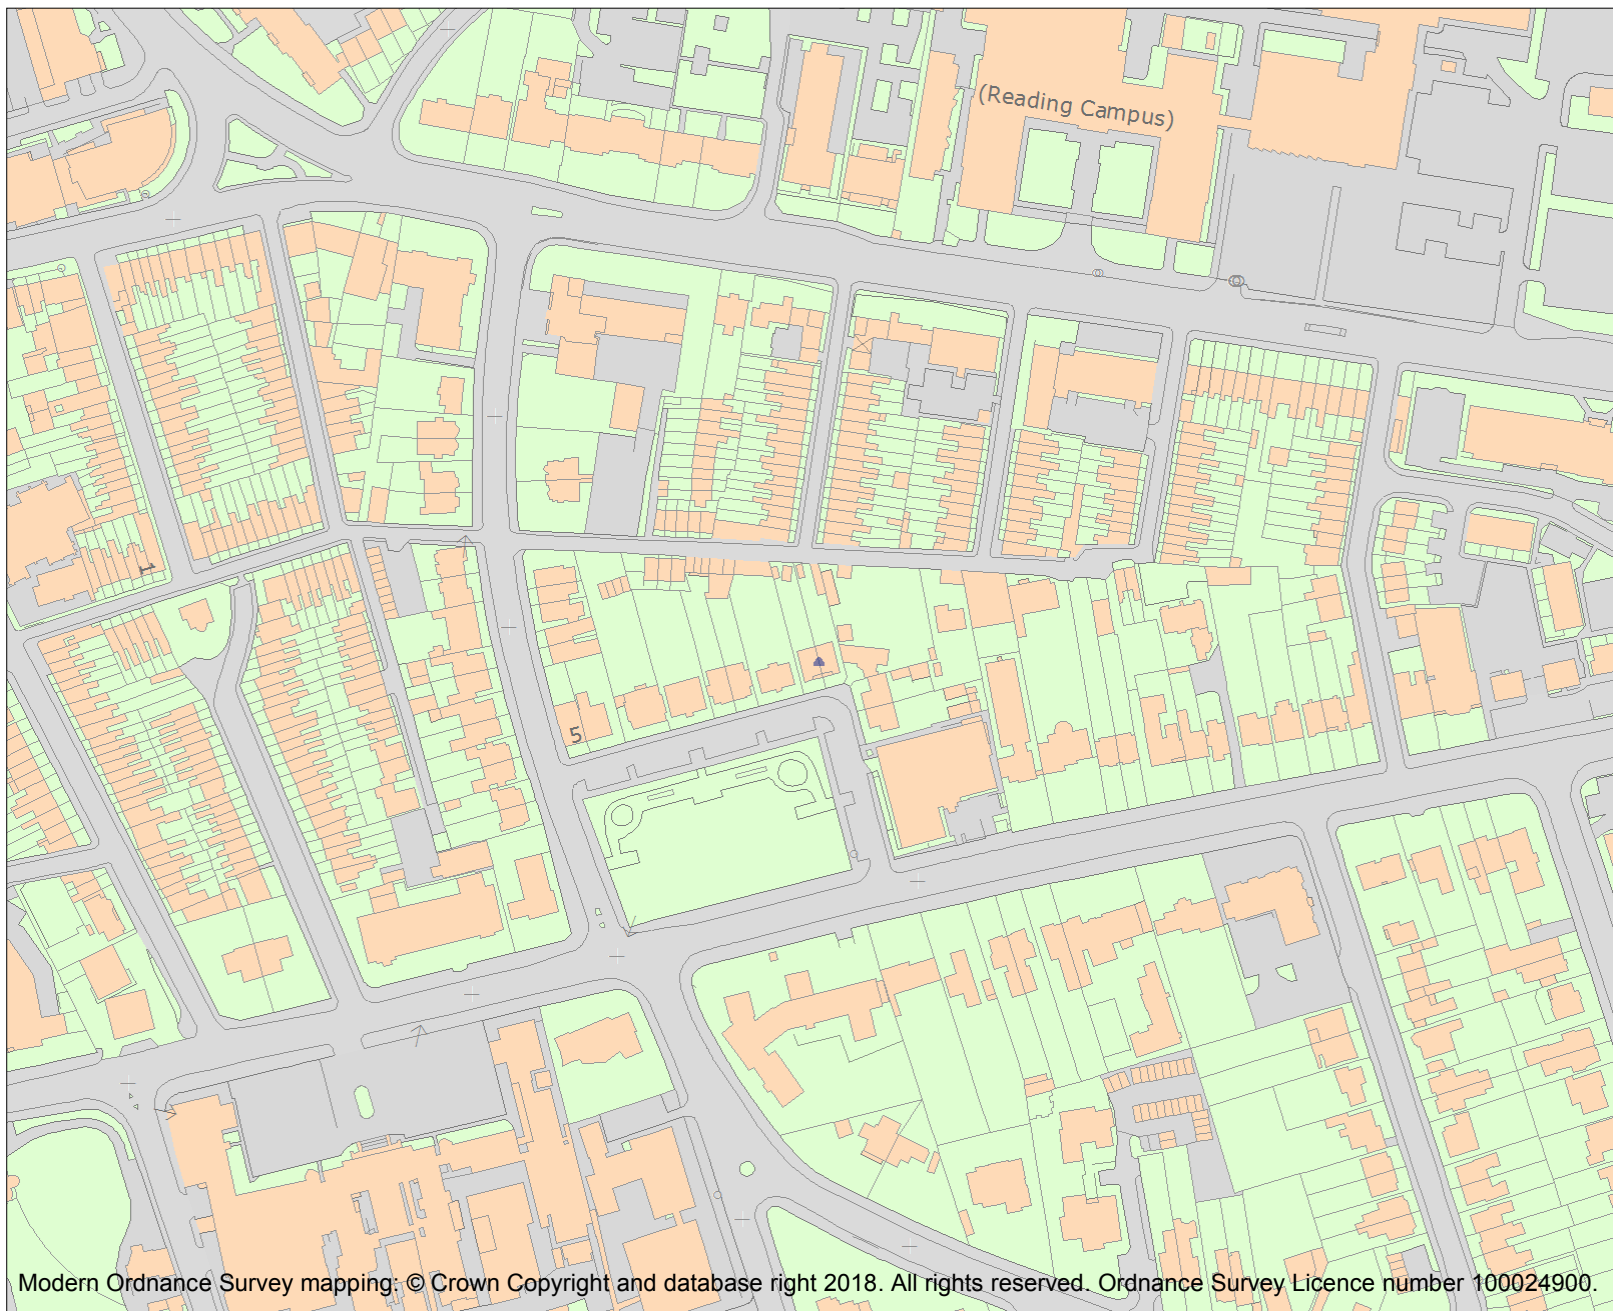 (Reading Campus)
1
5
Modern Ordnance Survey mapping: © Crown Copyright and database right 2018. All rights reserved. Ordnance Survey Licence number 100024900.